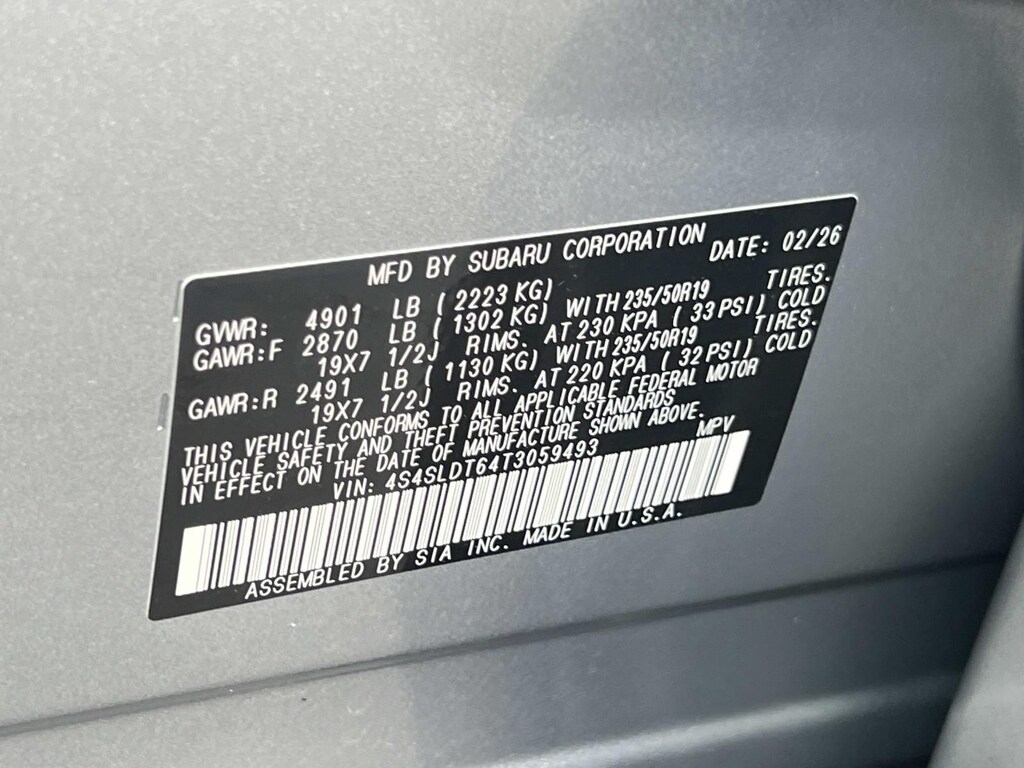 MFD BY SUBARU CORPORATION DATE: 02/26
GVWR: 4901 LB ( 2223 KG)
GAWR:F 2870 LB ( 1302 KG) WITH 235/50R19 TIRES.
19X7 1/2J RIMS. AT 230 KPA ( 33 PSI) COLD
GAWR:R 2491 LB ( 1130 KG) WITH 235/50R19 TIRES.
19X7 1/2J RIMS. AT 220 KPA ( 32 PSI) COLD
THIS VEHICLE CONFORMS TO ALL APPLICABLE FEDERAL MOTOR
VEHICLE SAFETY AND THEFT PREVENTION STANDARDS
IN EFFECT ON THE DATE OF MANUFACTURE SHOWN ABOVE.
VIN: 4S4SLDT64T3059493 MPV
ASSEMBLED BY SIA INC. MADE IN U.S.A.